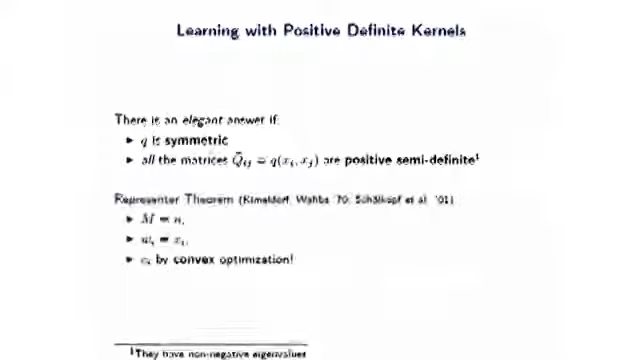 Learning with Positive Definite Kernels
There is an elegant answer if:
► q is symmetric
► all the matrices Q̂ij = q(xi, xj) are positive semi-definite¹
Representer Theorem (Kimeldorf, Wahba '70; Schölkopf et al. '01)
► M = n,
► wi = xi,
► ci by convex optimization!
¹They have non-negative eigenvalues